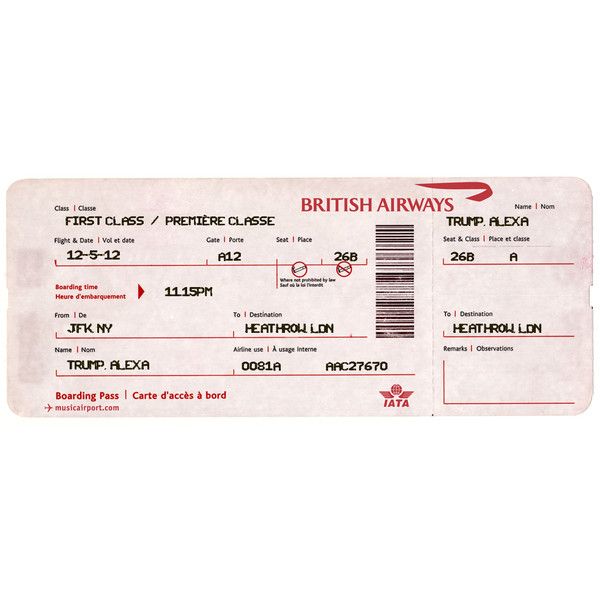 BRITISH AIRWAYS
Class | Classe
FIRST CLASS / PREMIÈRE CLASSE
Flight & Date | Vol et date
Gate | Porte
Seat | Place
12-5-12
A12
26B
Boarding time
Heure d'embarquement
11.15PM
Where not prohibited by law
Sauf où la loi l'interdit
From | De
To | Destination
JFK. NY
HEATHROW. LDN
Name | Nom
Airline use | À usage interne
TRUMP. ALEXA
0081A
AAC27670
Boarding Pass | Carte d'accès à bord
musicairport.com
IATA
Name | Nom
TRUMP. ALEXA
Seat & Class | Place et classe
26B A
To | Destination
HEATHROW. LDN
Remarks | Observations